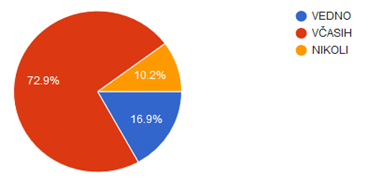 VEDNO
VČASIH
NIKOLI
72.9%
10.2%
16.9%